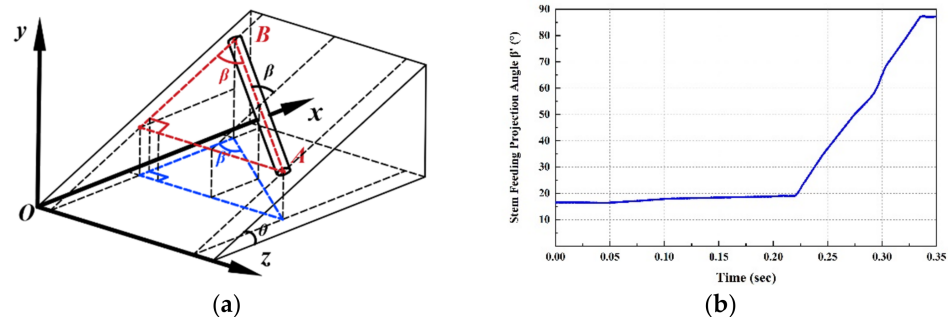 y
B
β
β
x
A
β
O
θ
z
(a)
Stem Feeding Projection Angle β' (°)
90
80
70
60
50
40
30
20
10
0.00 0.05 0.10 0.15 0.20 0.25 0.30 0.35
Time (sec)
(b)